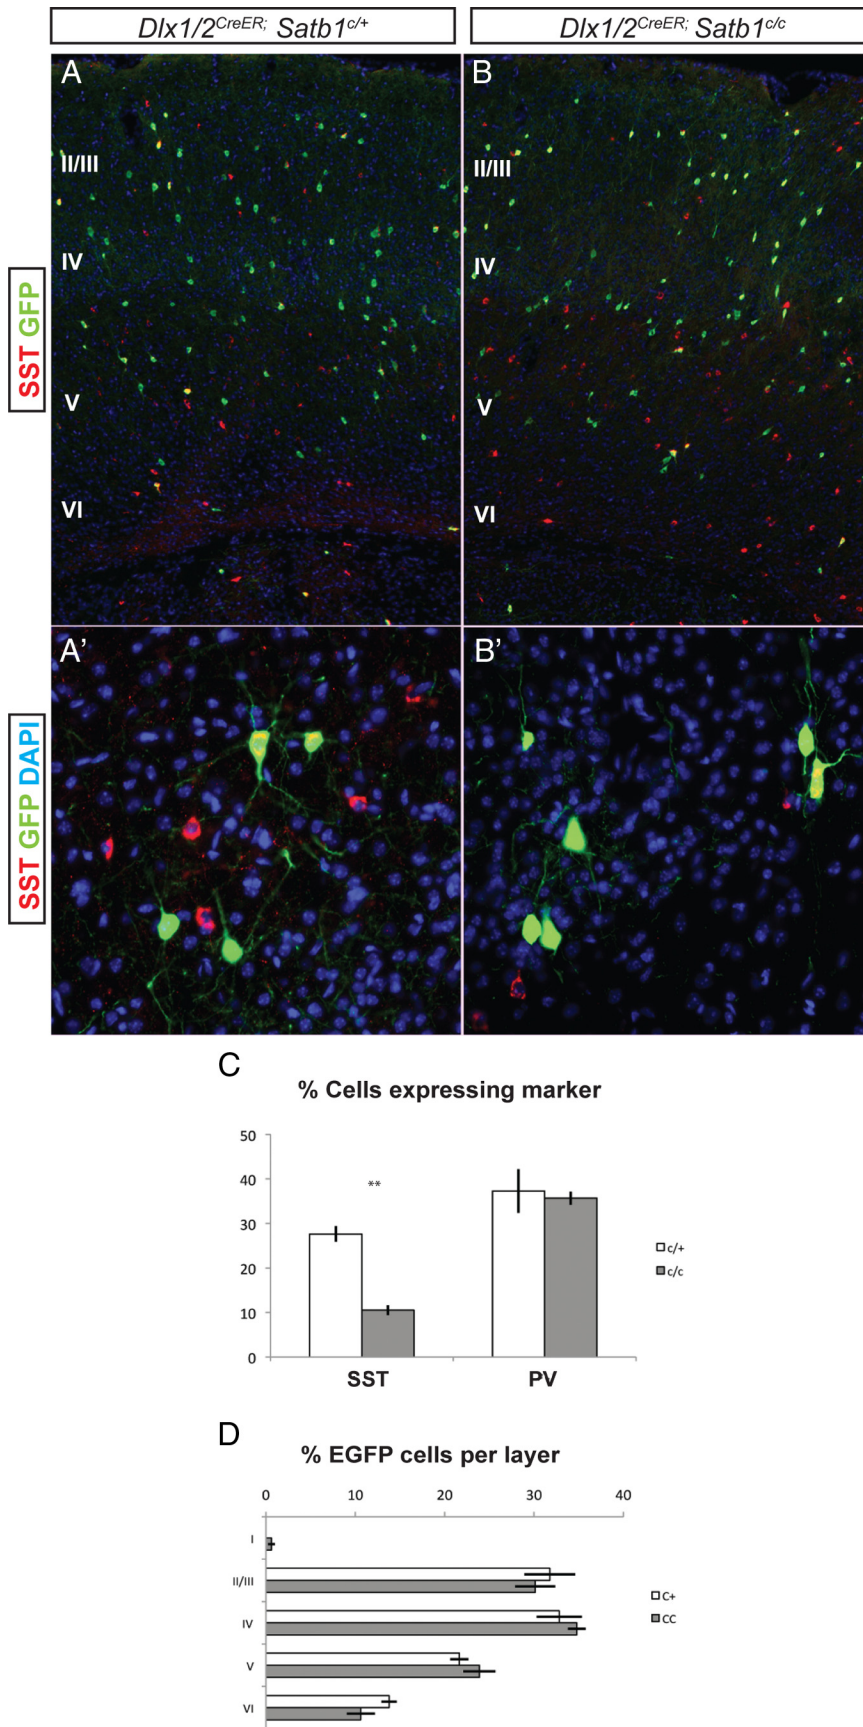 Dlx1/2CreER; Satb1c/+
Dlx1/2CreER; Satb1c/c
A
B
II/III
II/III
IV
IV
V
V
VI
VI
SST GFP
A'
B'
SST GFP DAPI
C
% Cells expressing marker
50
40
30
20
10
0
**
SST
PV
c/+
c/c
D
% EGFP cells per layer
0 10 20 30 40
I
II/III
IV
V
VI
C+
CC